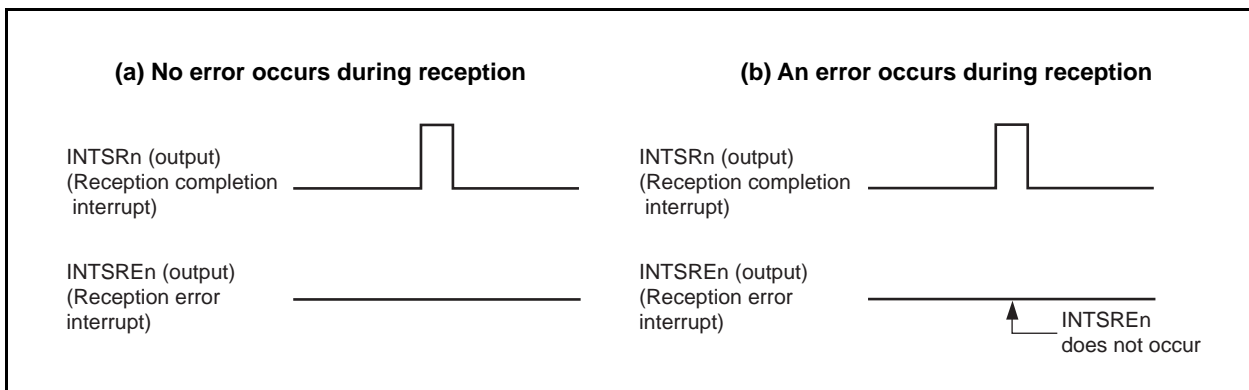 (a) No error occurs during reception
INTSRn (output)
(Reception completion
interrupt)
INTSREn (output)
(Reception error
interrupt)
(b) An error occurs during reception
INTSRn (output)
(Reception completion
interrupt)
INTSREn (output)
(Reception error
interrupt)
INTSREn
does not occur